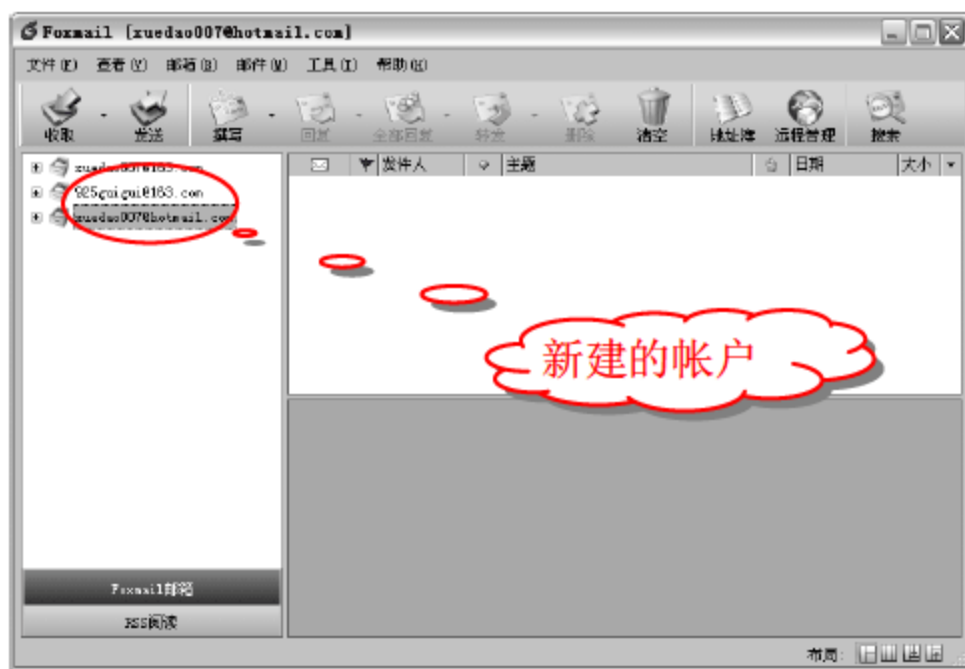 Foxmail [xuedao007@hotmail.com]
文件(F) 查看(V) 邮箱(B) 邮件(M) 工具(T) 帮助(H)
收取 发送 撰写 回复 全部回复 转发 删除 清空 地址簿 远程管理 搜索
xuedao007@163.com
925guigui@163.com
xuedao007@hotmail.com
发件人 主题 日期 大小
新建的帐户
Foxmail邮箱
RSS阅读
布局: